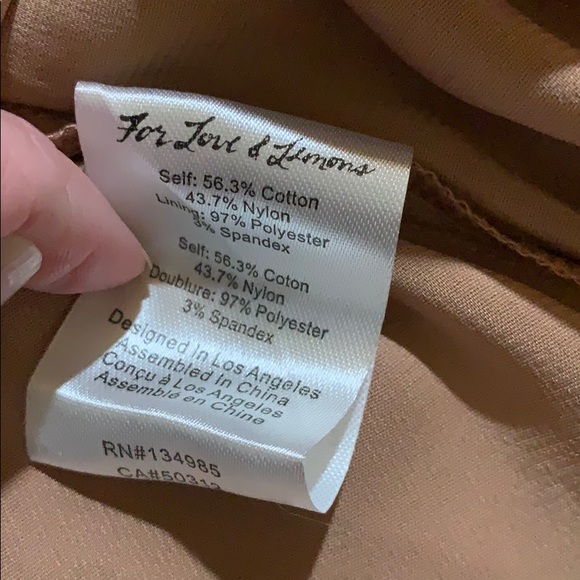 For Love & Lemons
Self: 56.3% Cotton
43.7% Nylon
Lining: 97% Polyester
3% Spandex
Self: 56.3% Coton
43.7% Nylon
Doublure: 97% Polyester
3% Spandex
Designed In Los Angeles
Assembled in China
Conçu à Los Angeles
Assemblé en Chine
RN#134985
CA#50312